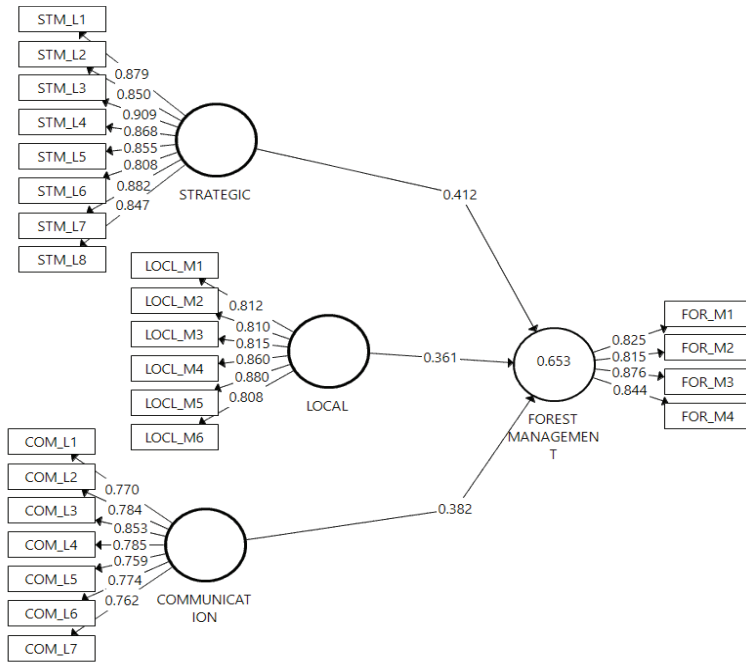 STM_L1
STM_L2
STM_L3
STM_L4
STM_L5
STM_L6
STM_L7
STM_L8
0.879
0.850
0.909
0.868
0.855
0.808
0.882
0.847
STRATEGIC
0.412
LOCL_M1
LOCL_M2
LOCL_M3
LOCL_M4
LOCL_M5
LOCL_M6
0.812
0.810
0.815
0.860
0.880
0.808
LOCAL
0.361
COM_L1
COM_L2
COM_L3
COM_L4
COM_L5
COM_L6
COM_L7
0.770
0.784
0.853
0.785
0.759
0.774
0.762
COMMUNICAT
ION
0.382
0.653
FOREST
MANAGEMEN
T
0.825
0.815
0.876
0.844
FOR_M1
FOR_M2
FOR_M3
FOR_M4